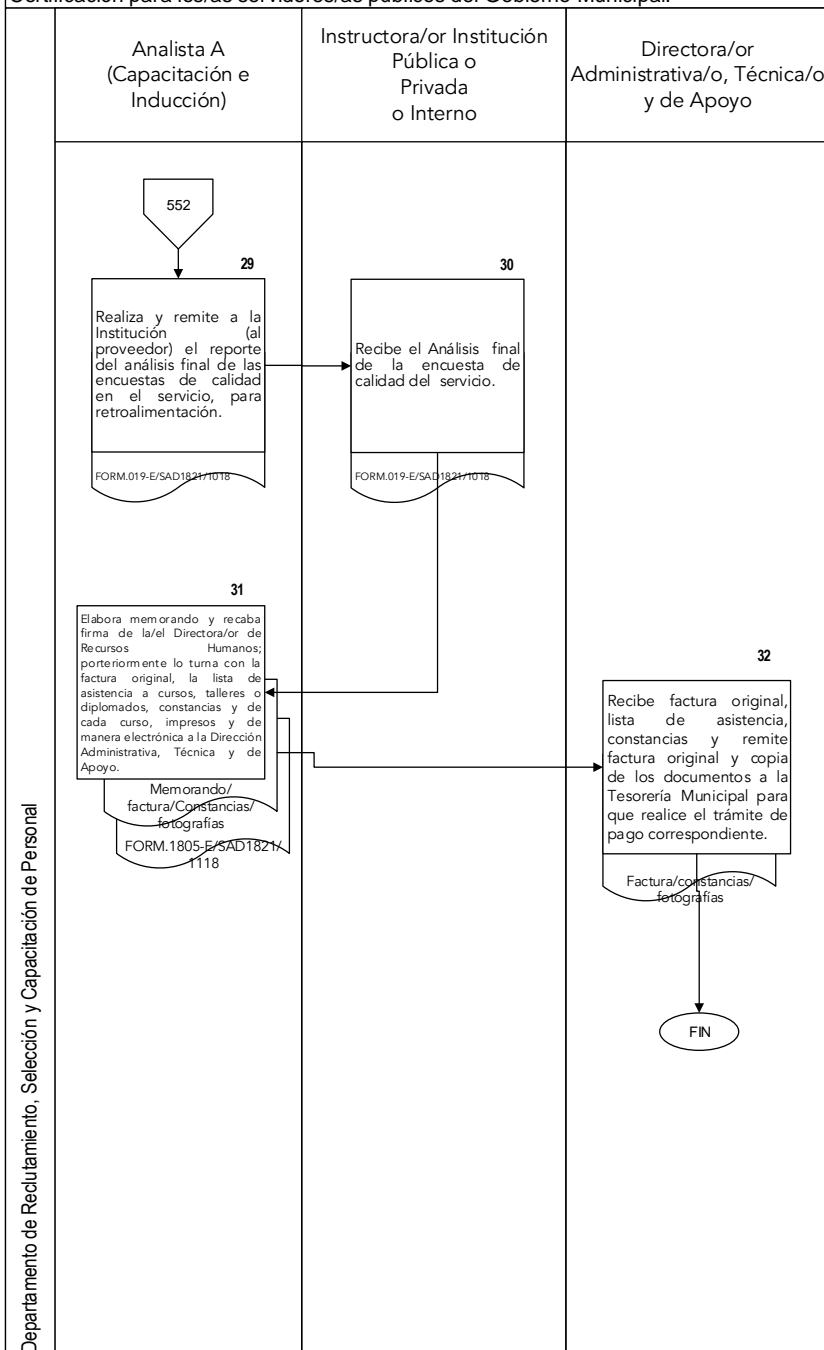 Certificación para los/as servidores/as públicos del Gobierno Municipal.
Analista A
(Capacitación e
Inducción)
Instructora/or Institución
Pública o
Privada
o Interno
Directora/or
Administrativa/o, Técnica/o
y de Apoyo
552
29
Realiza y remite a la
Institución (al
proveedor) el reporte
del análisis final de las
encuestas de calidad
en el servicio, para
retroalimentación.
FORM.019-E/SAD1821/1018
30
Recibe el Análisis final
de la encuesta de
calidad del servicio.
FORM.019-E/SAD1821/1018
31
Elabora memorando y recaba
firma de la/el Directora/or de
Recursos Humanos;
porteriormente lo turna con la
factura original, la lista de
asistencia a cursos, talleres o
diplomados, constancias y de
cada curso, impresos y de
manera electrónica a la Dirección
Administrativa, Técnica y de
Apoyo.
Memorando/
factura/Constancias/
fotografías
FORM.1805-E/SAD1821/
1118
32
Recibe factura original,
lista de asistencia,
constancias y remite
factura original y copia
de los documentos a la
Tesorería Municipal para
que realice el trámite de
pago correspondiente.
Factura/constancias/
fotografías
FIN
Departamento de Reclutamiento, Selección y Capacitación de Personal